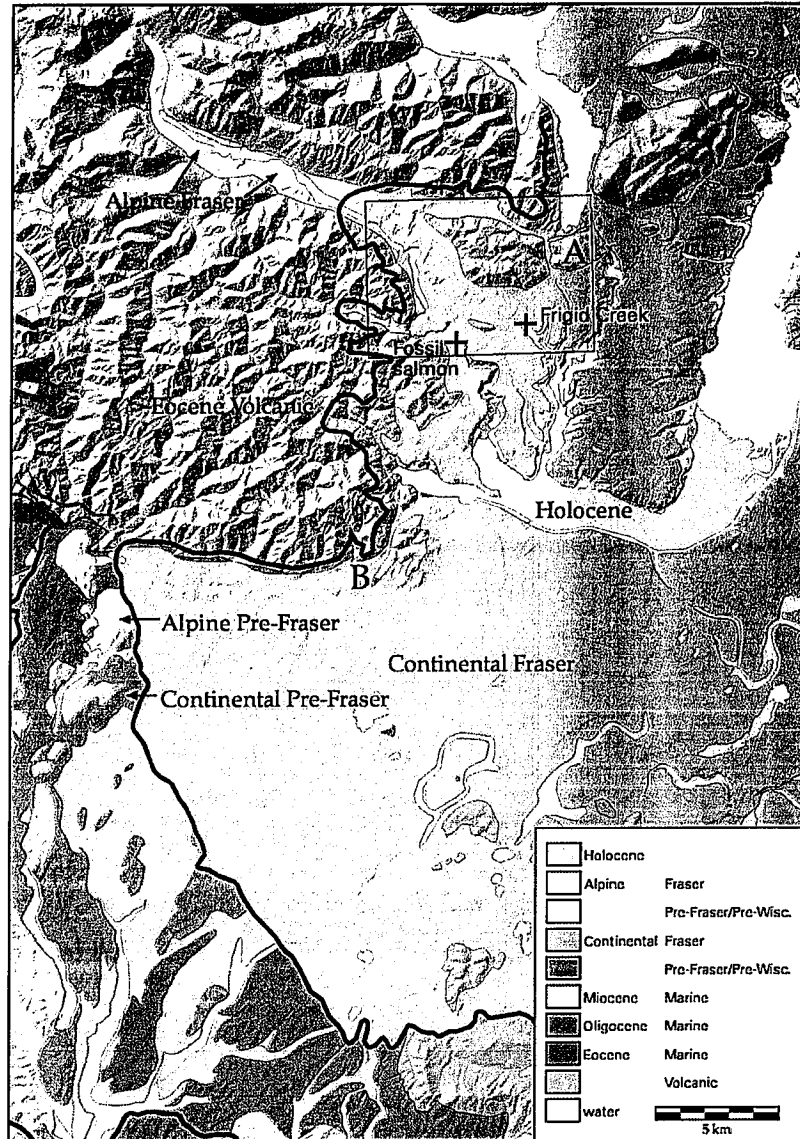 Alpine Fraser
A
Frigid Creek
Fossil
Salmon
Eocene Volcanic
Holocene
B
Alpine Pre-Fraser
Continental Fraser
Continental Pre-Fraser
Holocene
Alpine Fraser
Pre-Fraser/Pre-Wisc.
Continental Fraser
Pre-Fraser/Pre-Wisc.
Miocene Marine
Oligocene Marine
Eocene Marine
Volcanic
water
5 km